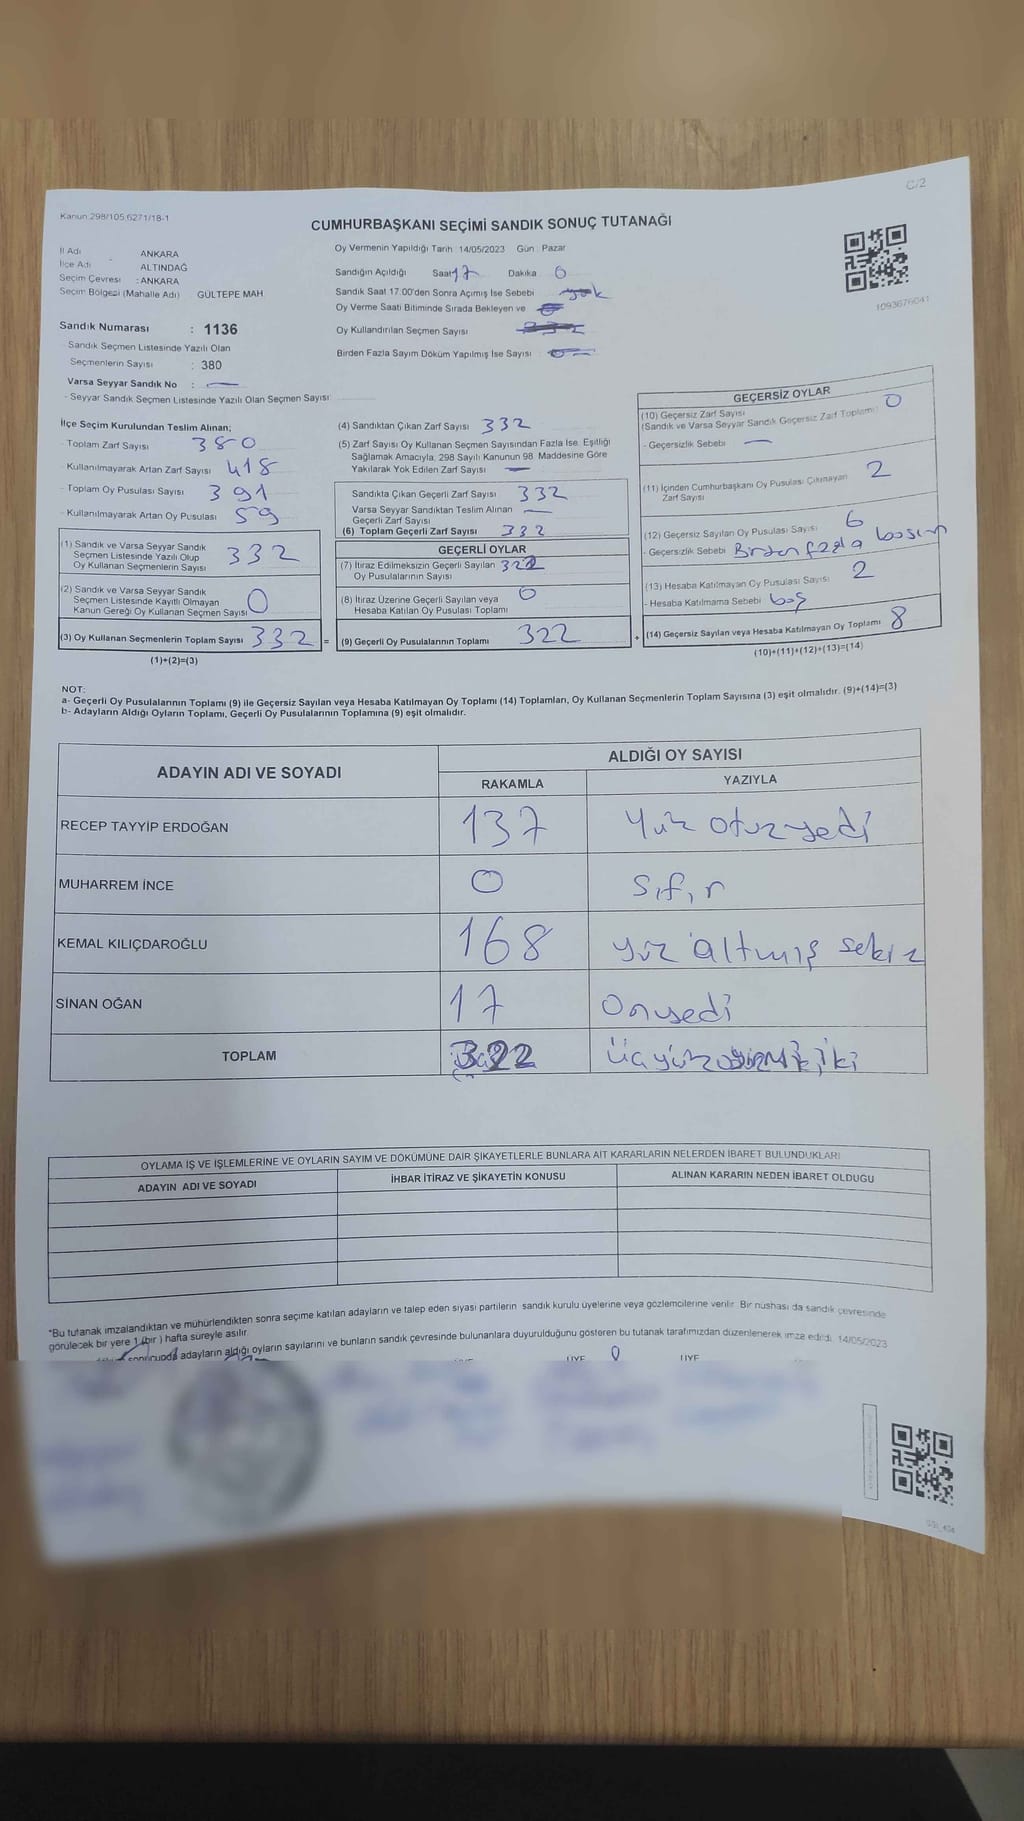 C/2
Kanun 298/105 6271/18-1
CUMHURBAŞKANI SEÇİMİ SANDIK SONUÇ TUTANAĞI
İl Adı ANKARA
İlçe Adı ALTINDAĞ
Seçim Çevresi : ANKARA
Seçim Bölgesi (Mahalle Adı) GÜLTEPE MAH
Oy Vermenin Yapıldığı Tarih 14/05/2023 Gün Pazar
Sandığın Açıldığı Saat 17 Dakika 6
Sandık Saat 17:00'den Sonra Açımış İse Sebebi yok
Oy Verme Saati Bitiminde Sırada Bekleyen ve
Oy Kullandırılan Seçmen Sayısı
Birden Fazla Sayım Döküm Yapılmış İse Sayısı
1093676041
Sandık Numarası : 1136
- Sandık Seçmen Listesinde Yazılı Olan
Seçmenlerin Sayısı : 380
Varsa Seyyar Sandık No : —
- Seyyar Sandık Seçmen Listesinde Yazılı Olan Seçmen Sayısı:
İlçe Seçim Kurulundan Teslim Alınan;
- Toplam Zarf Sayısı 380
- Kullanılmayarak Artan Zarf Sayısı 418
- Toplam Oy Pusulası Sayısı 391
- Kullanılmayarak Artan Oy Pusulası 59
(1) Sandık ve Varsa Seyyar Sandık
Seçmen Listesinde Yazılı Olup
Oy Kullanan Seçmenlerin Sayısı 332
(2) Sandık ve Varsa Seyyar Sandık
Seçmen Listesinde Kayıtlı Olmayan
Kanun Gereği Oy Kullanan Seçmen Sayısı 0
(3) Oy Kullanan Seçmenlerin Toplam Sayısı 332 =
(1)+(2)=(3)
(4) Sandıktan Çıkan Zarf Sayısı 332
(5) Zarf Sayısı Oy Kullanan Seçmen Sayısından Fazla İse, Eşitliği
Sağlamak Amacıyla, 298 Sayılı Kanunun 98. Maddesine Göre
Yakılarak Yok Edilen Zarf Sayısı —
Sandıkta Çıkan Geçerli Zarf Sayısı 332
Varsa Seyyar Sandıktan Teslim Alınan
Geçerli Zarf Sayısı —
(6) Toplam Geçerli Zarf Sayısı 332
GEÇERLİ OYLAR
(7) İtiraz Edilmeksizin Geçerli Sayılan
Oy Pusulalarının Sayısı 322
(8) İtiraz Üzerine Geçerli Sayılan veya
Hesaba Katılan Oy Pusulası Toplamı 0
(9) Geçerli Oy Pusulalarının Toplamı 322 +
GEÇERSİZ OYLAR
(10) Geçersiz Zarf Sayısı
(Sandık ve Varsa Seyyar Sandık Geçersiz Zarf Toplamı) 0
- Geçersizlik Sebebi —
(11) İçinden Cumhurbaşkanı Oy Pusulası Çıkmayan
Zarf Sayısı 2
(12) Geçersiz Sayılan Oy Pusulası Sayısı 6
- Geçersizlik Sebebi Birden fazla basım
(13) Hesaba Katılmayan Oy Pusulası Sayısı 2
- Hesaba Katılmama Sebebi boş
(14) Geçersiz Sayılan veya Hesaba Katılmayan Oy Toplamı 8
(10)+(11)+(12)+(13)=(14)
NOT:
a- Geçerli Oy Pusulalarının Toplamı (9) ile Geçersiz Sayılan veya Hesaba Katılmayan Oy Toplamı (14) Toplamları, Oy Kullanan Seçmenlerin Toplam Sayısına (3) eşit olmalıdır. (9)+(14)=(3)
b- Adayların Aldığı Oyların Toplamı, Geçerli Oy Pusulalarının Toplamına (9) eşit olmalıdır.
ADAYIN ADI VE SOYADI ALDIĞI OY SAYISI
RAKAMLA YAZIYLA
RECEP TAYYİP ERDOĞAN 137 Yüz otuz yedi
MUHARREM İNCE 0 Sıfır
KEMAL KILIÇDAROĞLU 168 yüz altmış sekiz
SİNAN OĞAN 17 Onyedi
TOPLAM 322 Üç yüz iki
OYLAMA İŞ VE İŞLEMLERİNE VE OYLARIN SAYIM VE DÖKÜMÜNE DAİR ŞİKAYETLERLE BUNLARA AİT KARARLARIN NELERDEN İBARET BULUNDUKLARI
ADAYIN ADI VE SOYADI İHBAR İTİRAZ VE ŞİKAYETİN KONUSU ALINAN KARARIN NEDEN İBARET OLDUĞU
*Bu tutanak imzalandıktan ve mühürlendikten sonra seçime katılan adayların ve talep eden siyasi partilerin sandık kurulu üyelerine veya gözlemcilerine verilir. Bir nüshası da sandık çevresinde
görülecek bir yere 1 (bir ) hafta süreyle asılır.
sonucunda adayların aldığı oyların sayılarını ve bunların sandık çevresinde bulunanlara duyurulduğunu gösteren bu tutanak tarafımızdan düzenlenerek imza edildi. 14/05/2023
ÜYE ÜYE